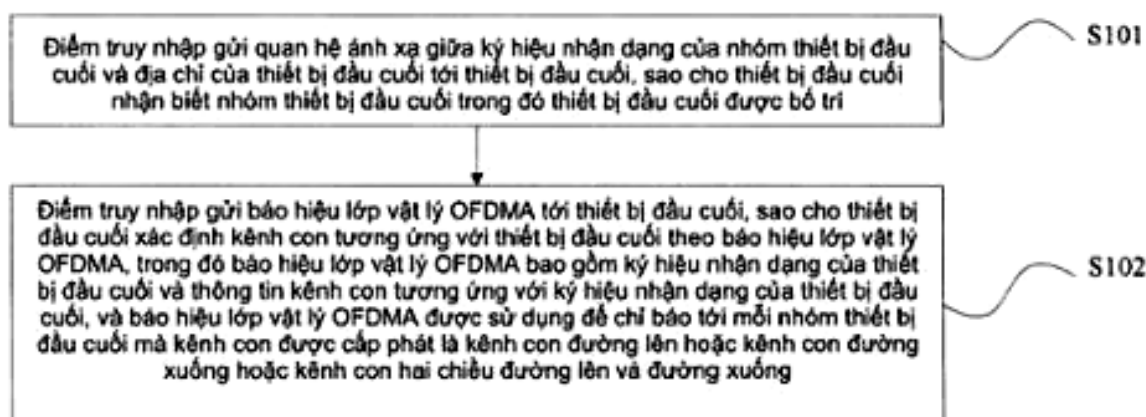 Điểm truy nhập gửi quan hệ ánh xạ giữa ký hiệu nhận dạng của nhóm thiết bị đầu
cuối và địa chỉ của thiết bị đầu cuối tới thiết bị đầu cuối, sao cho thiết bị đầu cuối
nhận biết nhóm thiết bị đầu cuối trong đó thiết bị đầu cuối được bố trí
S101
Điểm truy nhập gửi báo hiệu lớp vật lý OFDMA tới thiết bị đầu cuối, sao cho thiết bị
đầu cuối xác định kênh con tương ứng với thiết bị đầu cuối theo báo hiệu lớp vật lý
OFDMA, trong đó báo hiệu lớp vật lý OFDMA bao gồm ký hiệu nhận dạng của thiết
bị đầu cuối và thông tin kênh con tương ứng với ký hiệu nhận dạng của thiết bị đầu
cuối, và báo hiệu lớp vật lý OFDMA được sử dụng để chỉ báo tới mỗi nhóm thiết bị
đầu cuối mà kênh con được cấp phát là kênh con đường lên hoặc kênh con đường
xuống hoặc kênh con hai chiều đường lên và đường xuống
S102